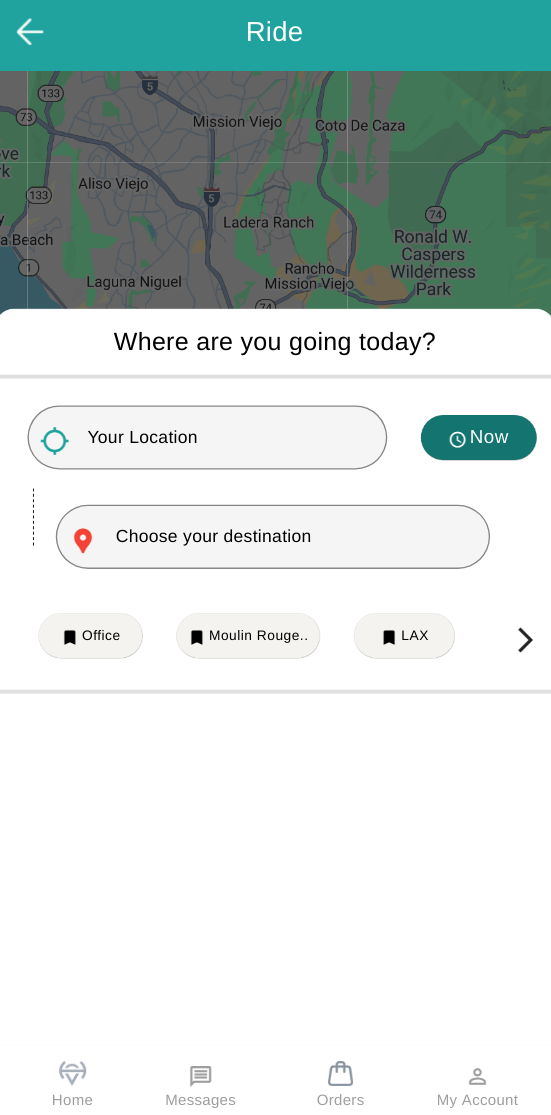 Ride
133
5
73
Mission Viejo
Coto De Caza
Aliso Viejo
133
5
74
Ladera Ranch
a Beach
Ronald W.
Caspers
Wilderness
Park
1
Rancho
Mission Viejo
Laguna Niguel
74
Where are you going today?
Your Location
Now
Choose your destination
Office
Moulin Rouge..
LAX
Home
Messages
Orders
My Account